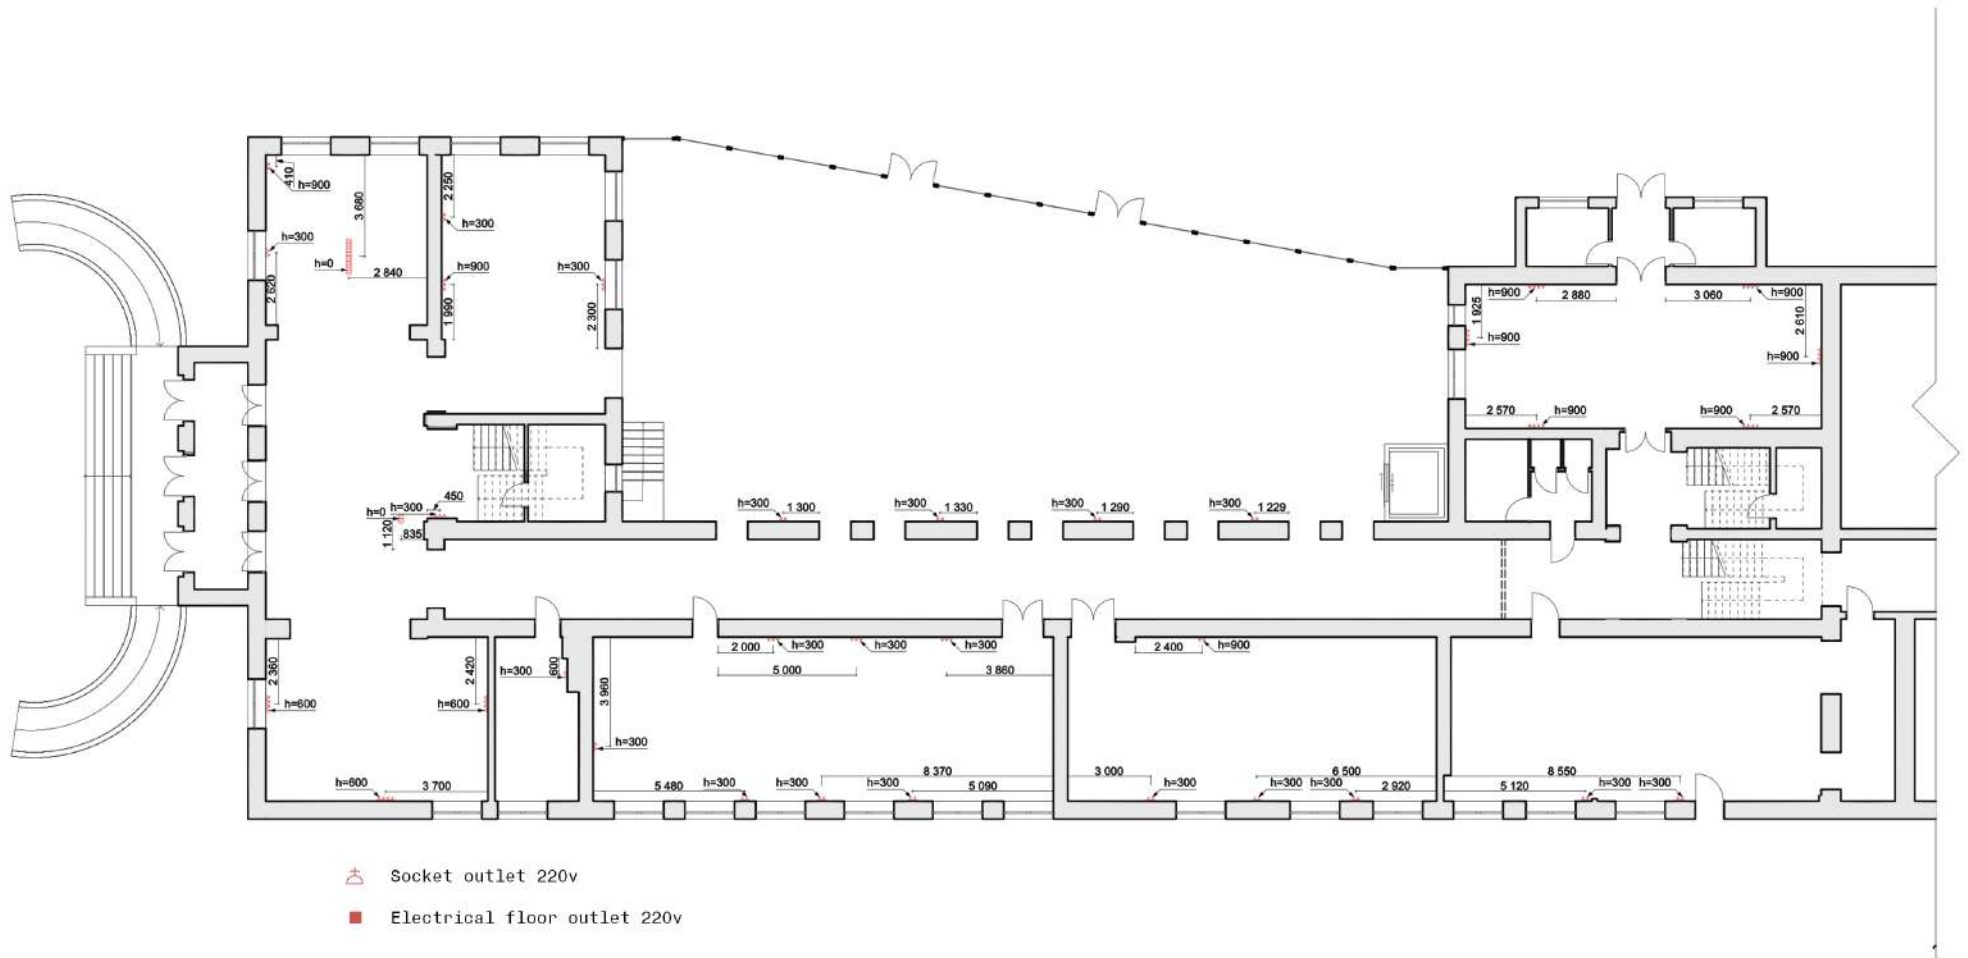 410
h=900
3 680
2 250
h=300
h=300
h=0
2 840
h=900
h=300
2 620
1 990
2 300
h=900
2 880
3 060
h=900
1 925
2 610
h=900
h=900
2 570
h=900
h=900
2 570
450
h=300
h=0
1 120
835
h=300
1 300
h=300
1 330
h=300
1 290
h=300
1 229
2 360
2 420
h=300
600
2 000
h=300
h=300
h=300
2 400
h=900
5 000
3 860
3 960
h=600
h=600
h=300
h=600
3 700
8 370
3 000
6 500
8 550
5 480
h=300
h=300
h=300
5 090
h=300
h=300
h=300
2 920
5 120
h=300
h=300
Socket outlet 220v
Electrical floor outlet 220v